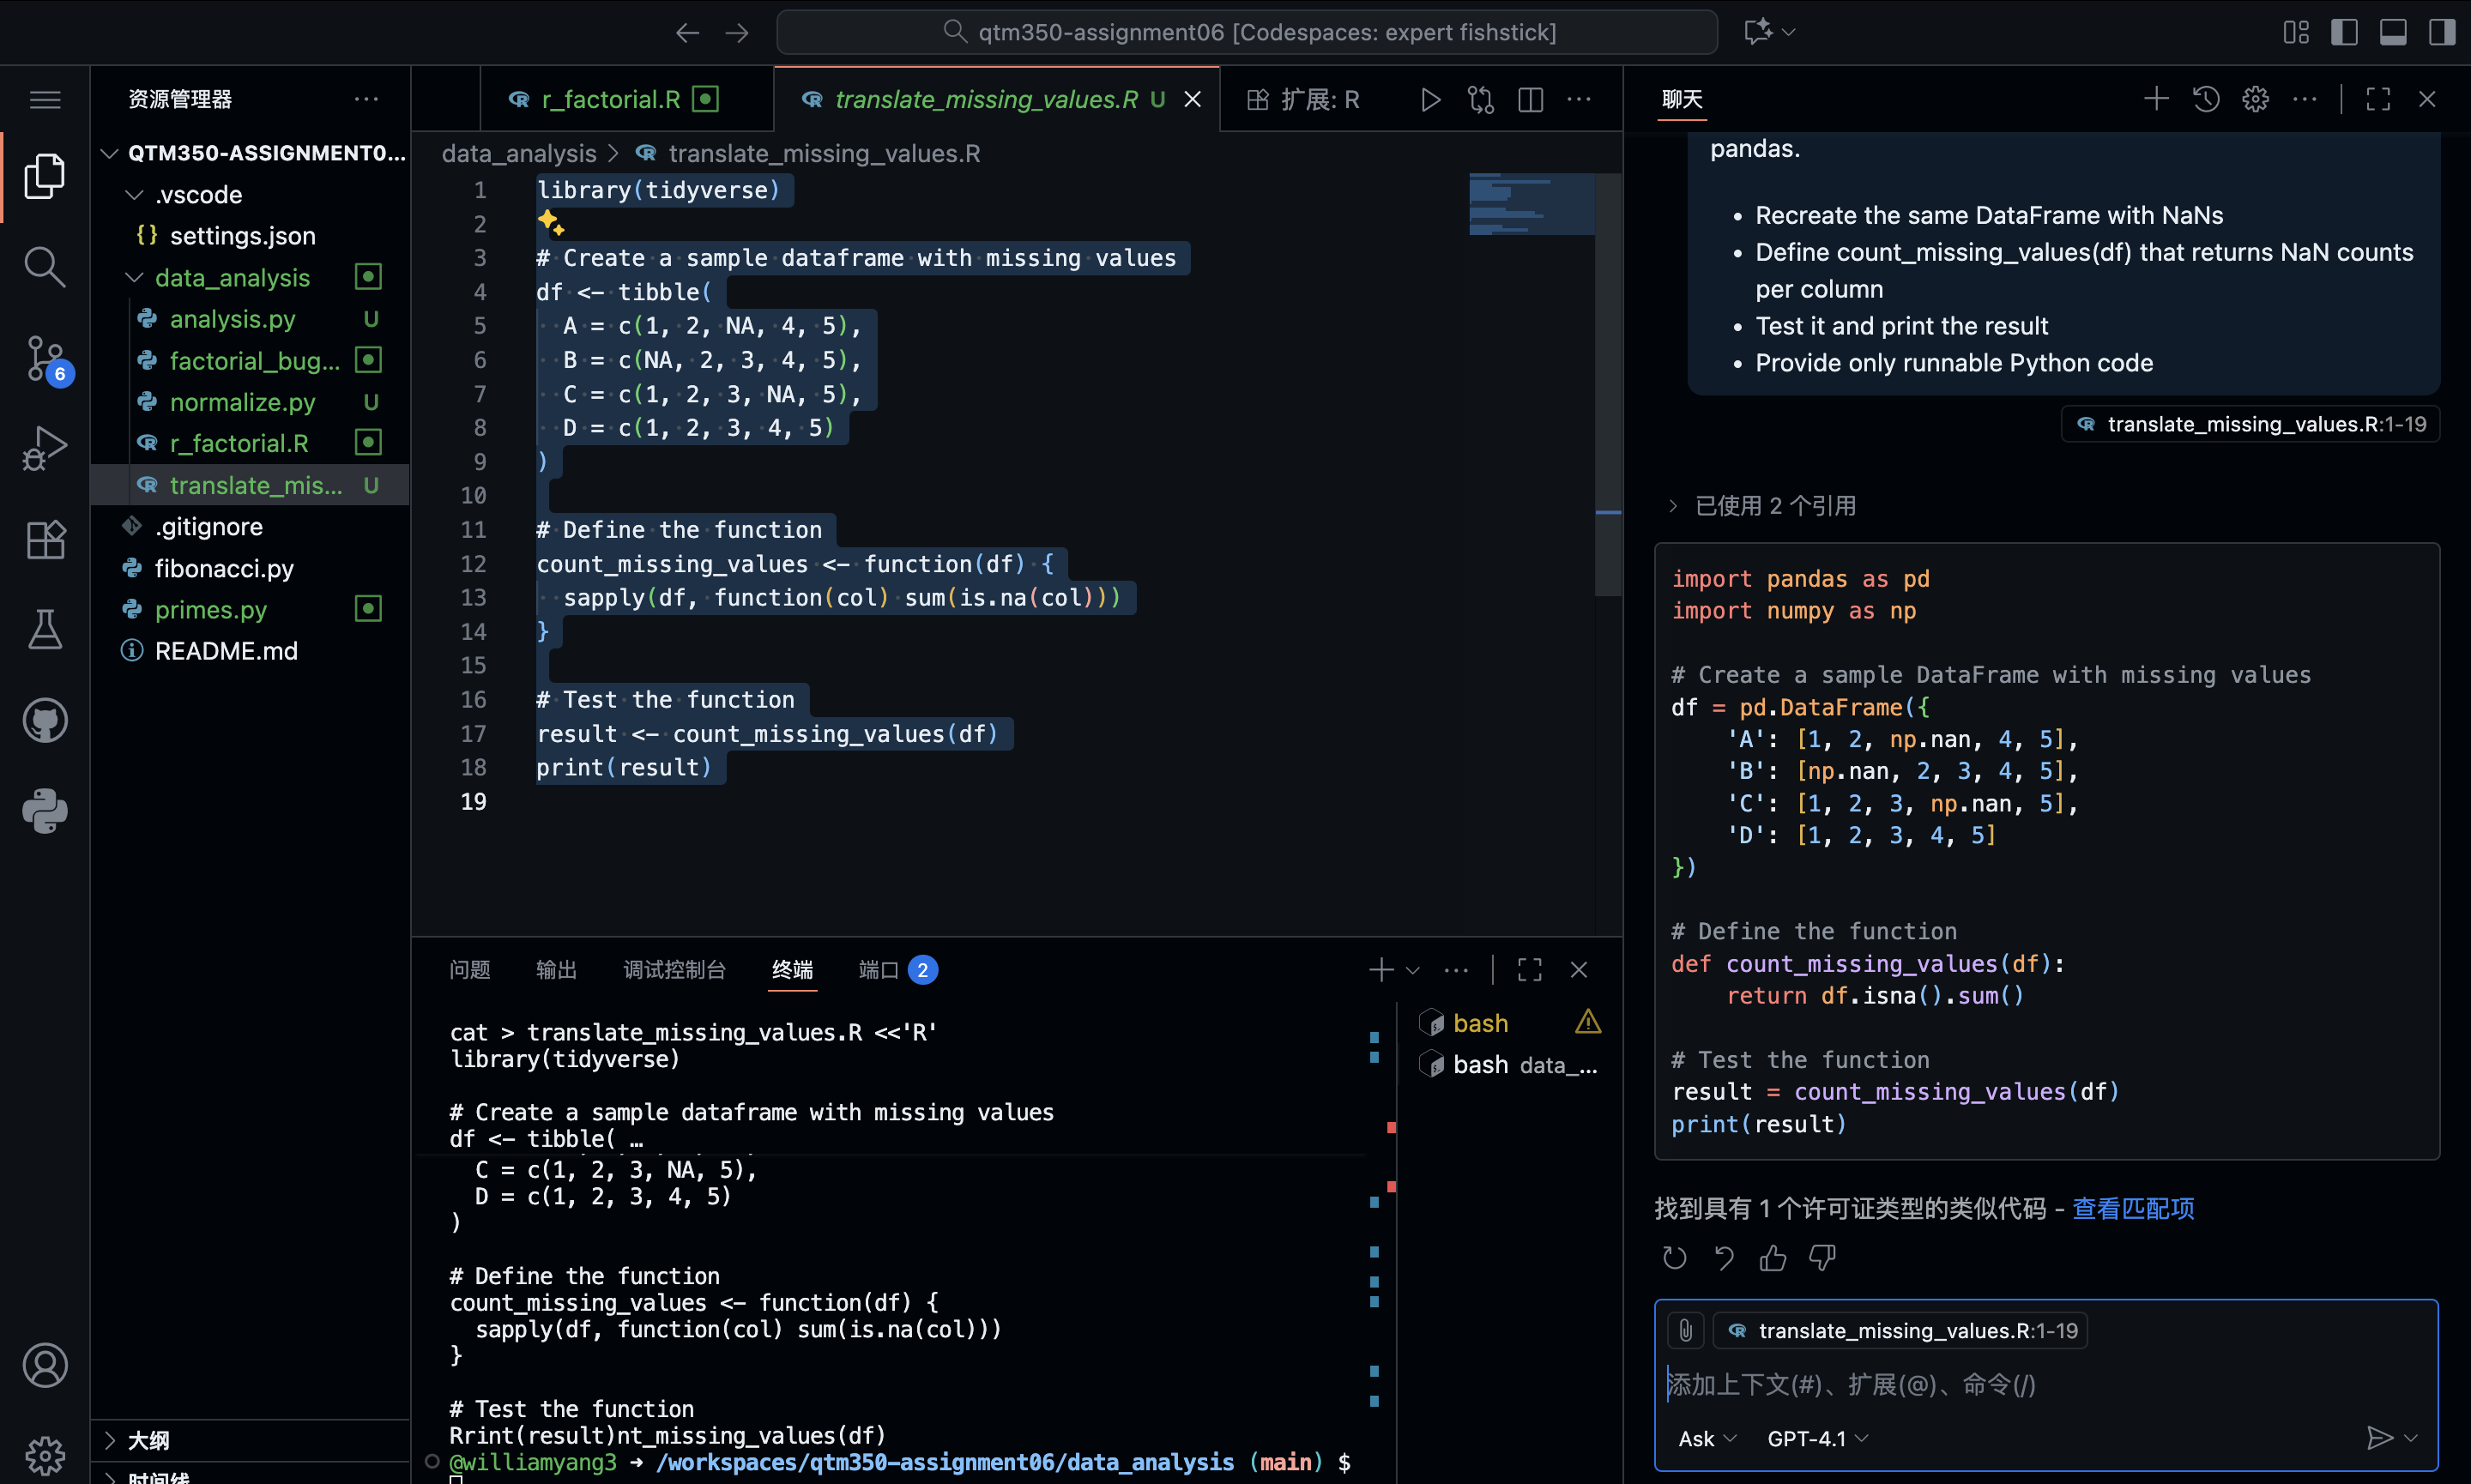 qtm350-assignment06 [Codespaces: expert fishstick]
资源管理器
QTM350-ASSIGNMENT0...
.vscode
settings.json
data_analysis
analysis.py U
factorial_bug...
normalize.py U
r_factorial.R
translate_mis... U
.gitignore
fibonacci.py
primes.py
README.md
6
大纲
r_factorial.R
translate_missing_values.R U
扩展: R
data_analysis > translate_missing_values.R
1 library(tidyverse)
2
3 # Create a sample dataframe with missing values
4 df <- tibble(
5 A = c(1, 2, NA, 4, 5),
6 B = c(NA, 2, 3, 4, 5),
7 C = c(1, 2, 3, NA, 5),
8 D = c(1, 2, 3, 4, 5)
9 )
10
11 # Define the function
12 count_missing_values <- function(df) {
13 sapply(df, function(col) sum(is.na(col)))
14 }
15
16 # Test the function
17 result <- count_missing_values(df)
18 print(result)
19
问题 输出 调试控制台 终端 端口 2
cat > translate_missing_values.R <<'R'
library(tidyverse)
# Create a sample dataframe with missing values
df <- tibble( …
C = c(1, 2, 3, NA, 5),
D = c(1, 2, 3, 4, 5)
)
# Define the function
count_missing_values <- function(df) {
sapply(df, function(col) sum(is.na(col)))
}
# Test the function
Rrint(result)nt_missing_values(df)
@williamyang3 → /workspaces/qtm350-assignment06/data_analysis (main) $
bash
bash data_...
聊天
pandas.
• Recreate the same DataFrame with NaNs
• Define count_missing_values(df) that returns NaN counts
per column
• Test it and print the result
• Provide only runnable Python code
translate_missing_values.R:1-19
已使用 2 个引用
import pandas as pd
import numpy as np
# Create a sample DataFrame with missing values
df = pd.DataFrame({
'A': [1, 2, np.nan, 4, 5],
'B': [np.nan, 2, 3, 4, 5],
'C': [1, 2, 3, np.nan, 5],
'D': [1, 2, 3, 4, 5]
})
# Define the function
def count_missing_values(df):
return df.isna().sum()
# Test the function
result = count_missing_values(df)
print(result)
找到具有 1 个许可证类型的类似代码 - 查看匹配项
translate_missing_values.R:1-19
添加上下文(#)、扩展(@)、命令(/)
Ask GPT-4.1